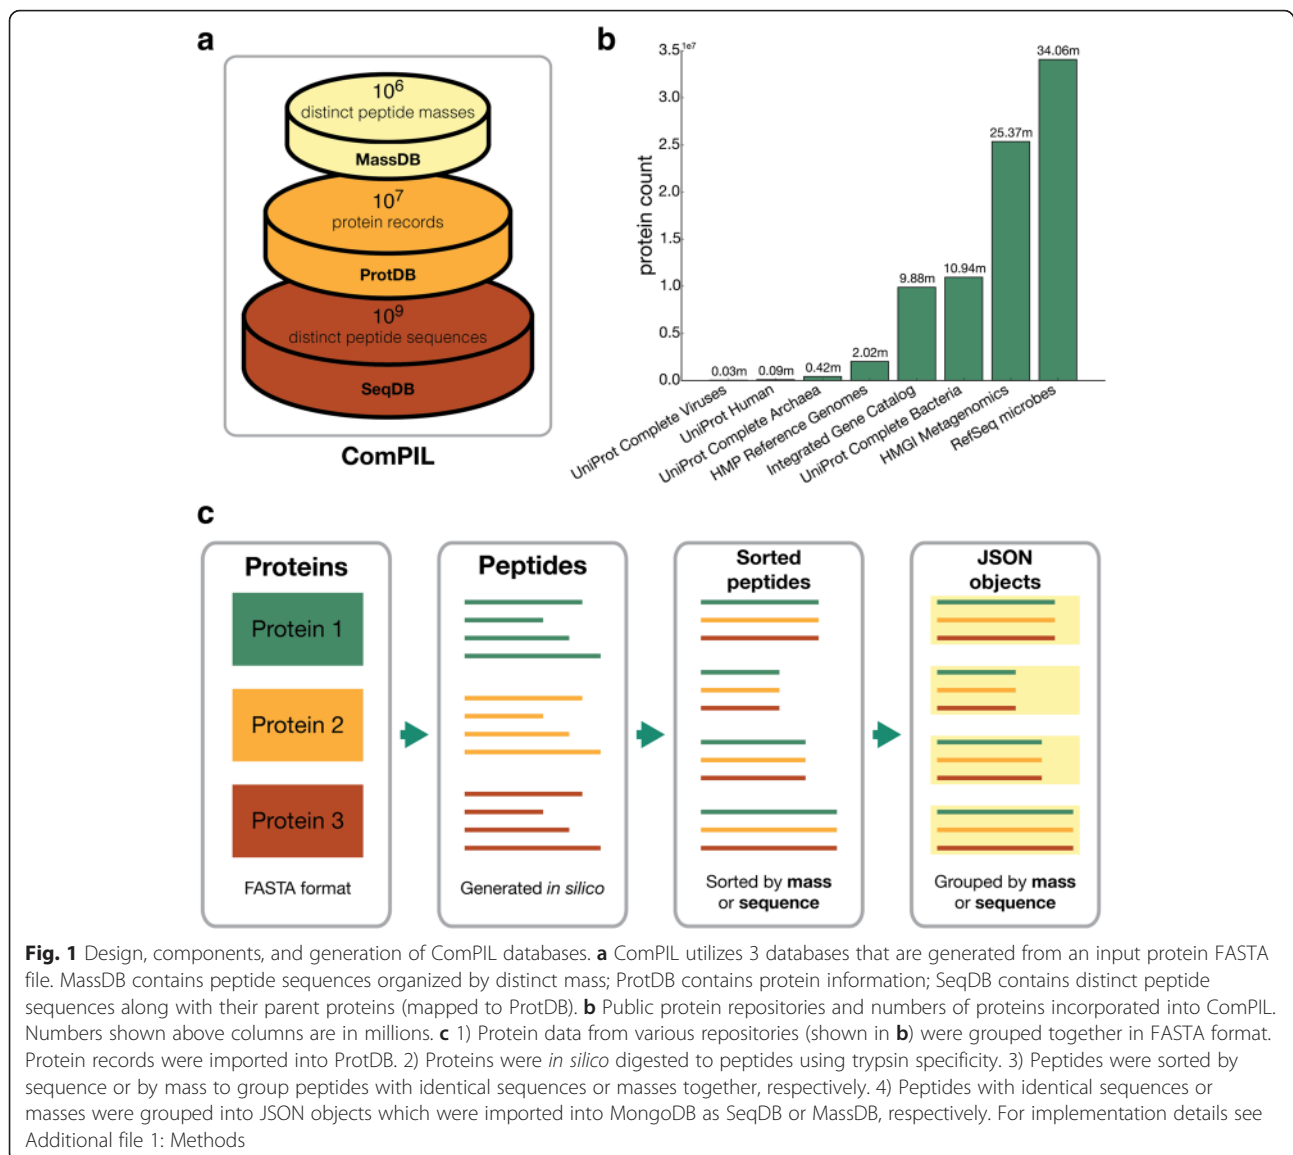 a
10^6
distinct peptide masses
MassDB
10^7
protein records
ProtDB
10^9
distinct peptide sequences
SeqDB
ComPIL
b
1e7
3.5
3.0
2.5
2.0
1.5
1.0
0.5
0.0
protein count
0.03m
0.09m
0.42m
2.02m
9.88m
10.94m
25.37m
34.06m
UniProt Complete Viruses
UniProt Human
UniProt Complete Archaea
HMP Reference Genomes
Integrated Gene Catalog
UniProt Complete Bacteria
HMGI Metagenomics
RefSeq microbes
c
Proteins
Protein 1
Protein 2
Protein 3
FASTA format
Peptides
Generated in silico
Sorted
peptides
Sorted by mass
or sequence
JSON
objects
Grouped by mass
or sequence
Fig. 1 Design, components, and generation of ComPIL databases. a ComPIL utilizes 3 databases that are generated from an input protein FASTA
file. MassDB contains peptide sequences organized by distinct mass; ProtDB contains protein information; SeqDB contains distinct peptide
sequences along with their parent proteins (mapped to ProtDB). b Public protein repositories and numbers of proteins incorporated into ComPIL.
Numbers shown above columns are in millions. c 1) Protein data from various repositories (shown in b) were grouped together in FASTA format.
Protein records were imported into ProtDB. 2) Proteins were in silico digested to peptides using trypsin specificity. 3) Peptides were sorted by
sequence or by mass to group peptides with identical sequences or masses together, respectively. 4) Peptides with identical sequences or
masses were grouped into JSON objects which were imported into MongoDB as SeqDB or MassDB, respectively. For implementation details see
Additional file 1: Methods